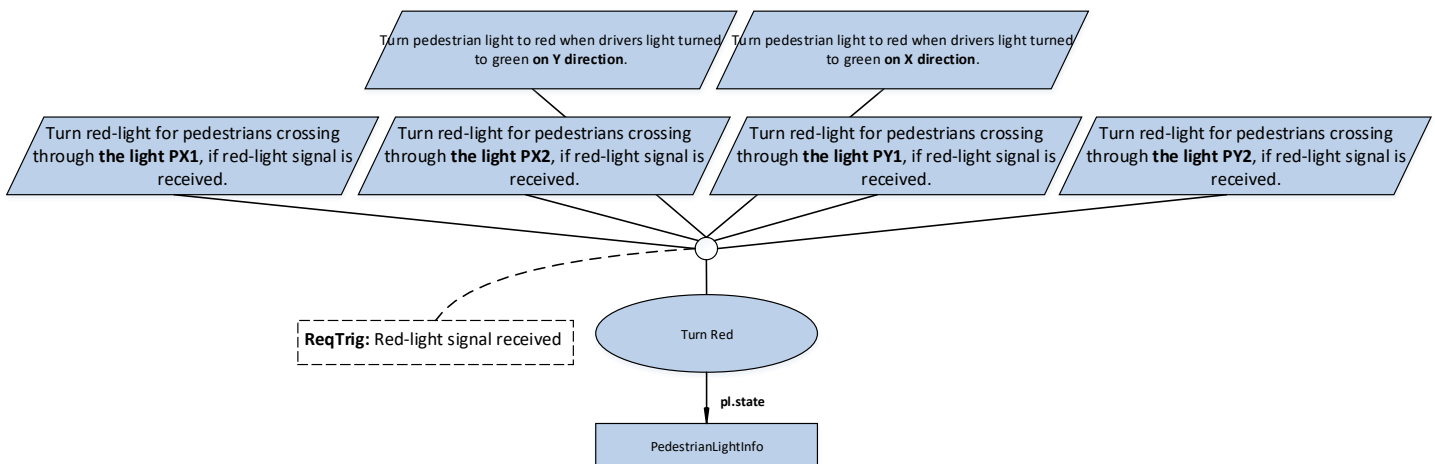 Turn pedestrian light to red when drivers light turned
to green on Y direction.
Turn pedestrian light to red when drivers light turned
to green on X direction.
Turn red-light for pedestrians crossing
through the light PX1, if red-light signal is
received.
Turn red-light for pedestrians crossing
through the light PX2, if red-light signal is
received.
Turn red-light for pedestrians crossing
through the light PY1, if red-light signal is
received.
Turn red-light for pedestrians crossing
through the light PY2, if red-light signal is
received.
ReqTrig: Red-light signal received
Turn Red
pl.state
PedestrianLightInfo